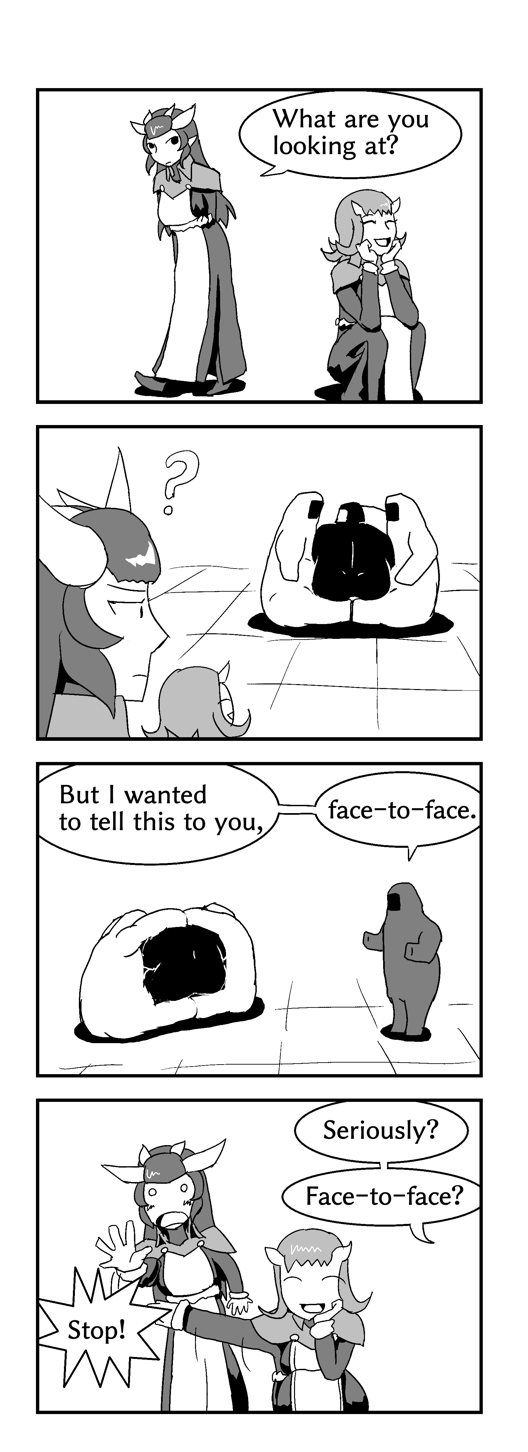 What are you
looking at?
?
But I wanted
to tell this to you,
face-to-face.
Seriously?
Face-to-face?
Stop!